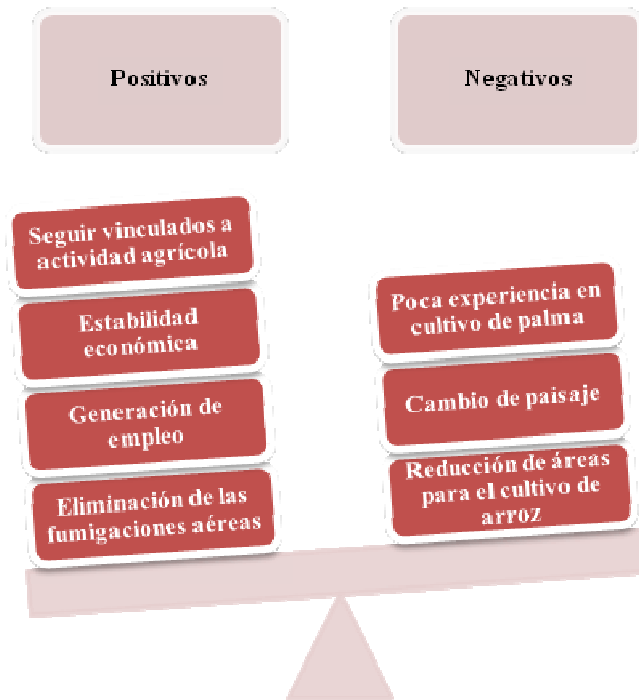 Positivos
Negativos
Seguir vinculados a
actividad agrícola
Estabilidad
económica
Generación de
empleo
Eliminación de las
fumigaciones aéreas
Poca experiencia en
cultivo de palma
Cambio de paisaje
Reducción de áreas
para el cultivo de
arroz